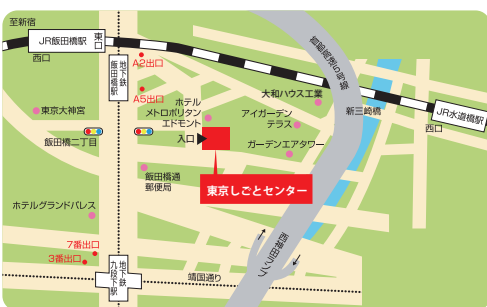 至新宿
JR飯田橋駅
東口
西口
地下鉄
飯田橋駅
A2出口
A5出口
首都高速5号線
大和ハウス工業
新三崎橋
JR水道橋駅
西口
東京大神宮
飯田橋二丁目
ホテル
メトロポリタン
エドモント
入口
アイガーデン
テラス
ガーデンエアタワー
飯田橋通
郵便局
東京しごとセンター
ホテルグランドパレス
7番出口
3番出口
地下鉄
九段下駅
靖国通り
西神田ランプ